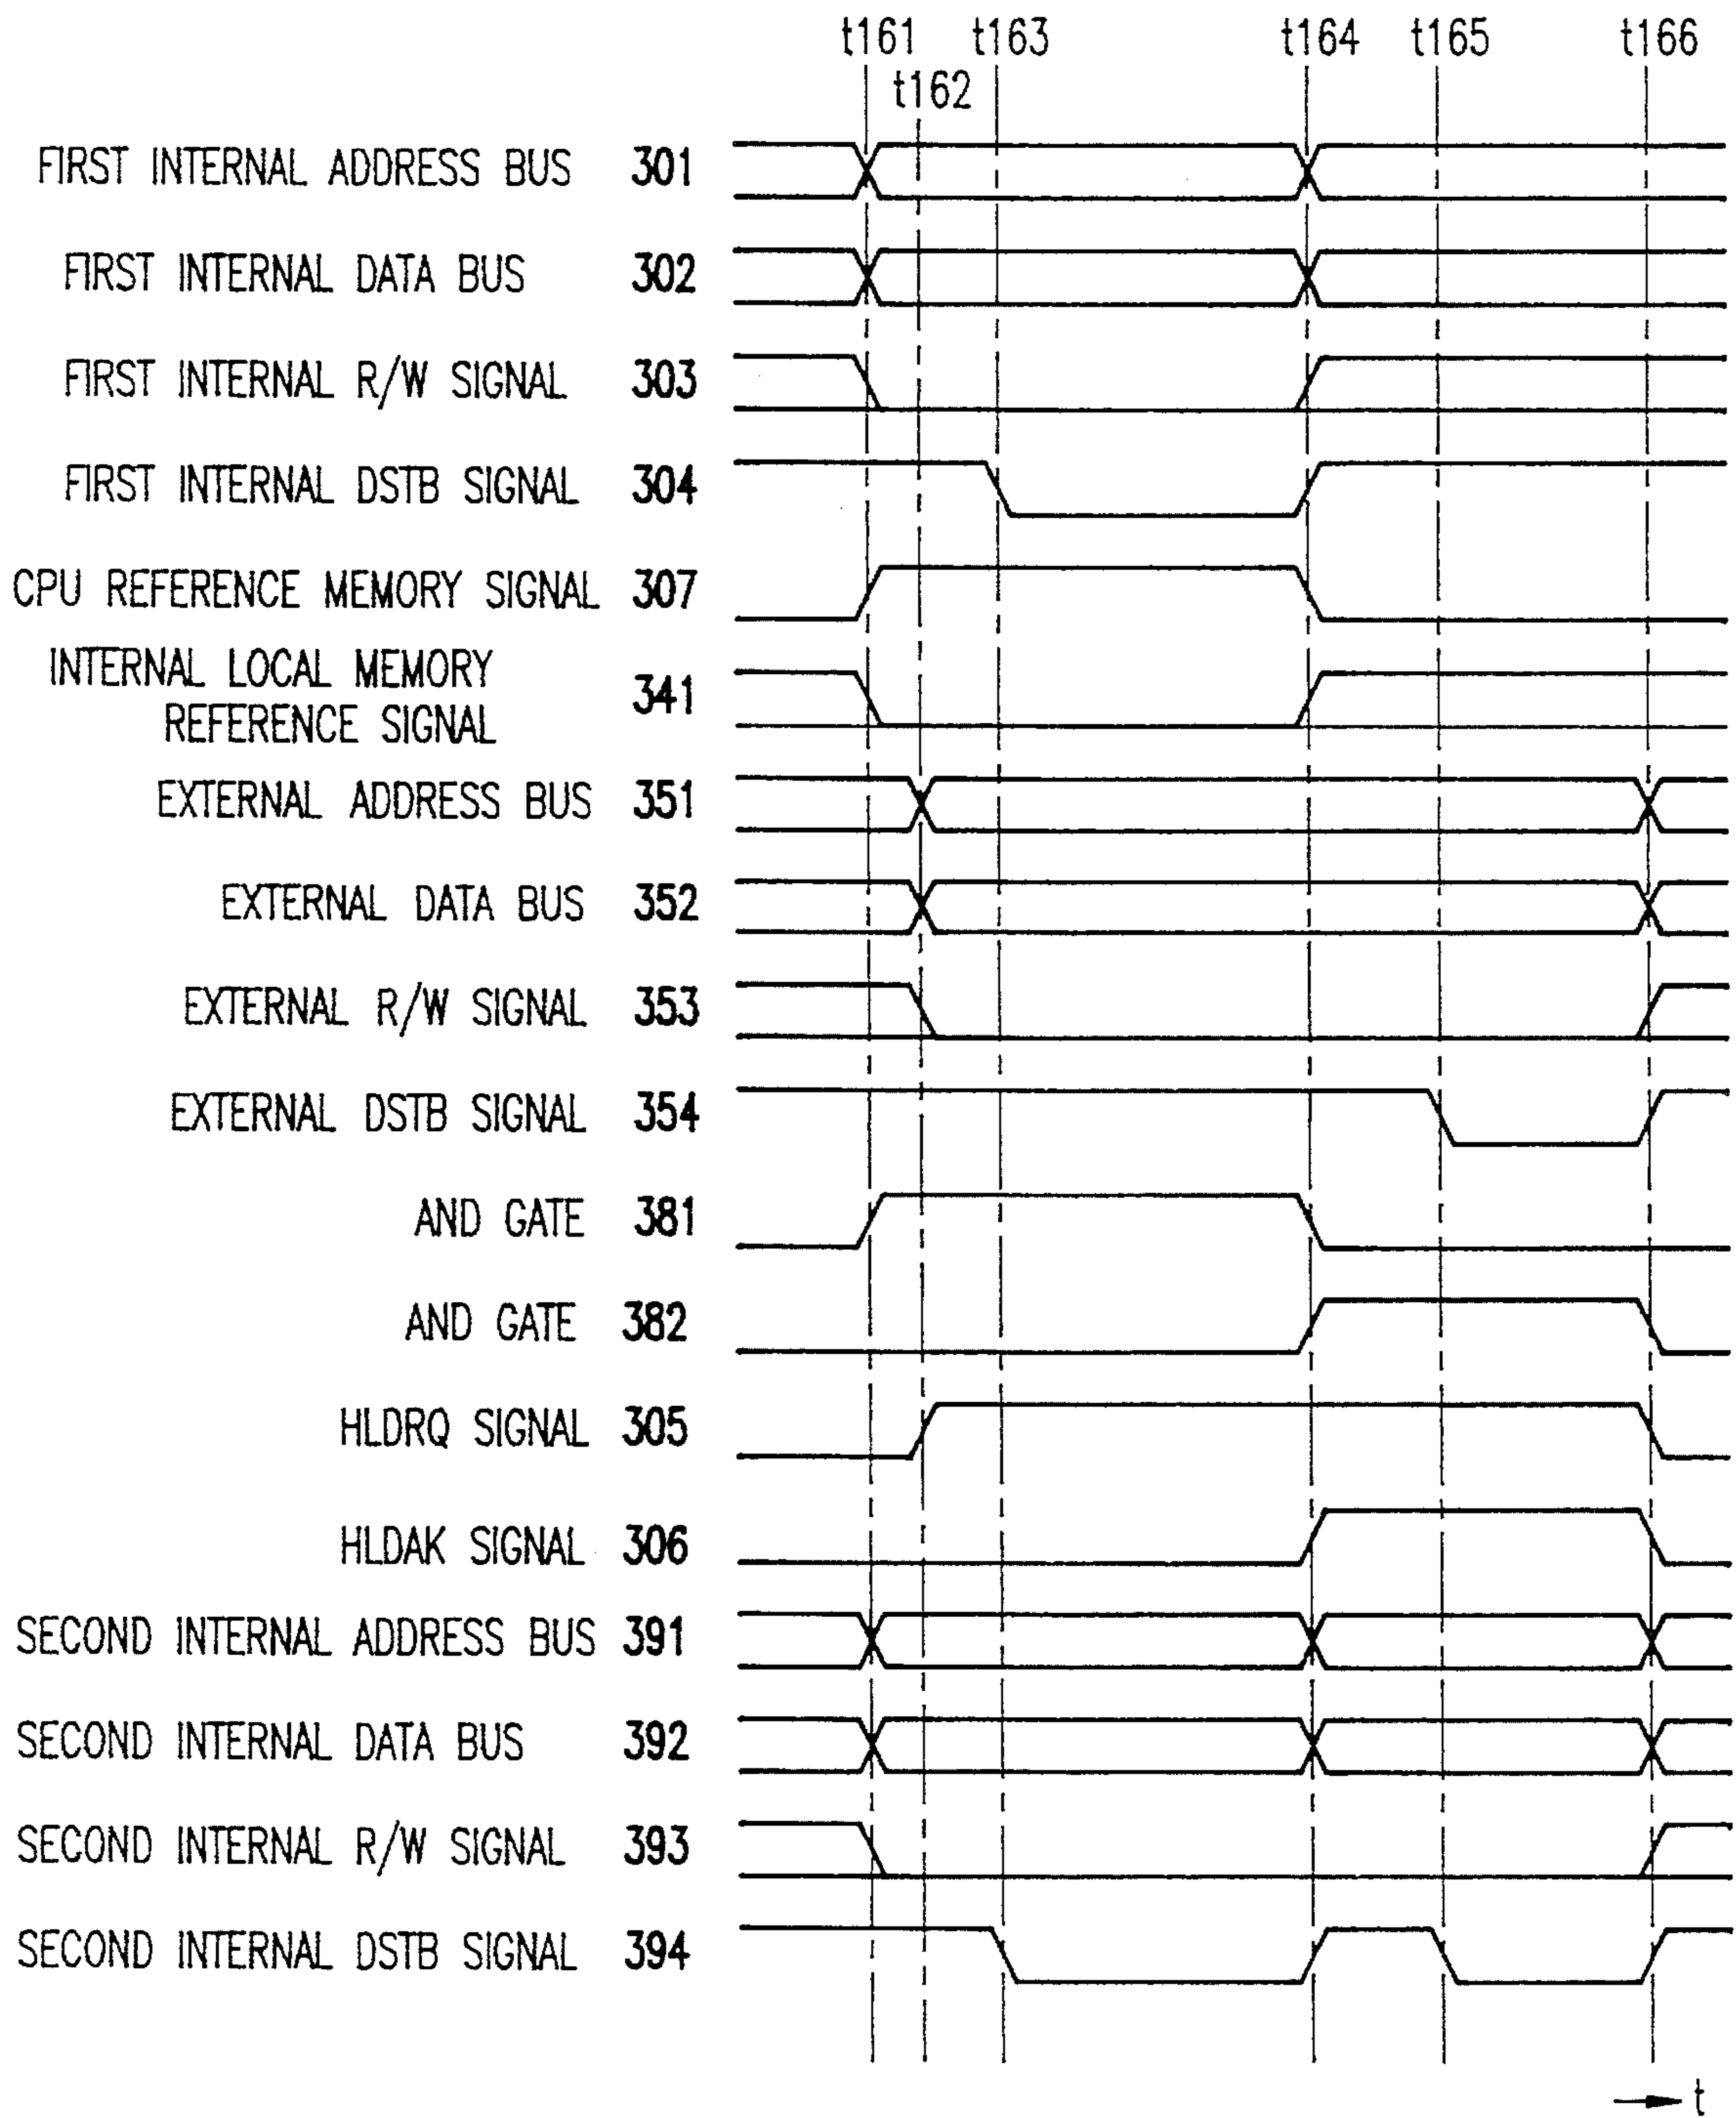 t161 t163 t164 t165 t166
t162
FIRST INTERNAL ADDRESS BUS 301
FIRST INTERNAL DATA BUS 302
FIRST INTERNAL R/W SIGNAL 303
FIRST INTERNAL DSTB SIGNAL 304
CPU REFERENCE MEMORY SIGNAL 307
INTERNAL LOCAL MEMORY
REFERENCE SIGNAL 341
EXTERNAL ADDRESS BUS 351
EXTERNAL DATA BUS 352
EXTERNAL R/W SIGNAL 353
EXTERNAL DSTB SIGNAL 354
AND GATE 381
AND GATE 382
HLDRQ SIGNAL 305
HLDAK SIGNAL 306
SECOND INTERNAL ADDRESS BUS 391
SECOND INTERNAL DATA BUS 392
SECOND INTERNAL R/W SIGNAL 393
SECOND INTERNAL DSTB SIGNAL 394
t